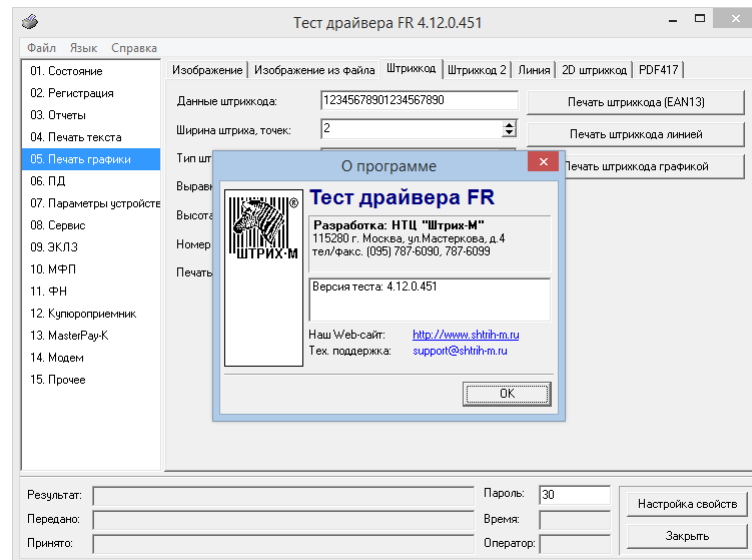 Тест драйвера FR 4.12.0.451
Файл Язык Справка
01. Состояние
02. Регистрация
03. Отчеты
04. Печать текста
05. Печать графики
06. ПД
07. Параметры устройств
08. Сервис
09. ЭКЛЗ
10. МФП
11. ФН
12. Купюроприемник
13. MasterPay-K
14. Модем
15. Прочее
Изображение Изображение из файла Штрихкод Штрихкод 2 Линия 2D штрихкод PDF417
Данные штрихкода: 12345678901234567890 Печать штрихкода (EAN13)
Ширина штриха, точек: 2 Печать штрихкода линией
Тип шт Печать штрихкода графикой
Вырав
Высота
Номер
Печать
О программе
ШТРИХ-М ®
Тест драйвера FR
Разработка: НТЦ "Штрих-М"
115280 г. Москва, ул.Мастеркова, д.4
тел/факс. (095) 787-6090, 787-6099
Версия теста: 4.12.0.451
Наш Web-сайт: http://www.shtrih-m.ru
Тех. поддержка: support@shtrih-m.ru
OK
Результат: Пароль: 30 Настройка свойств
Передано: Время:
Принято: Оператор: Закрыть